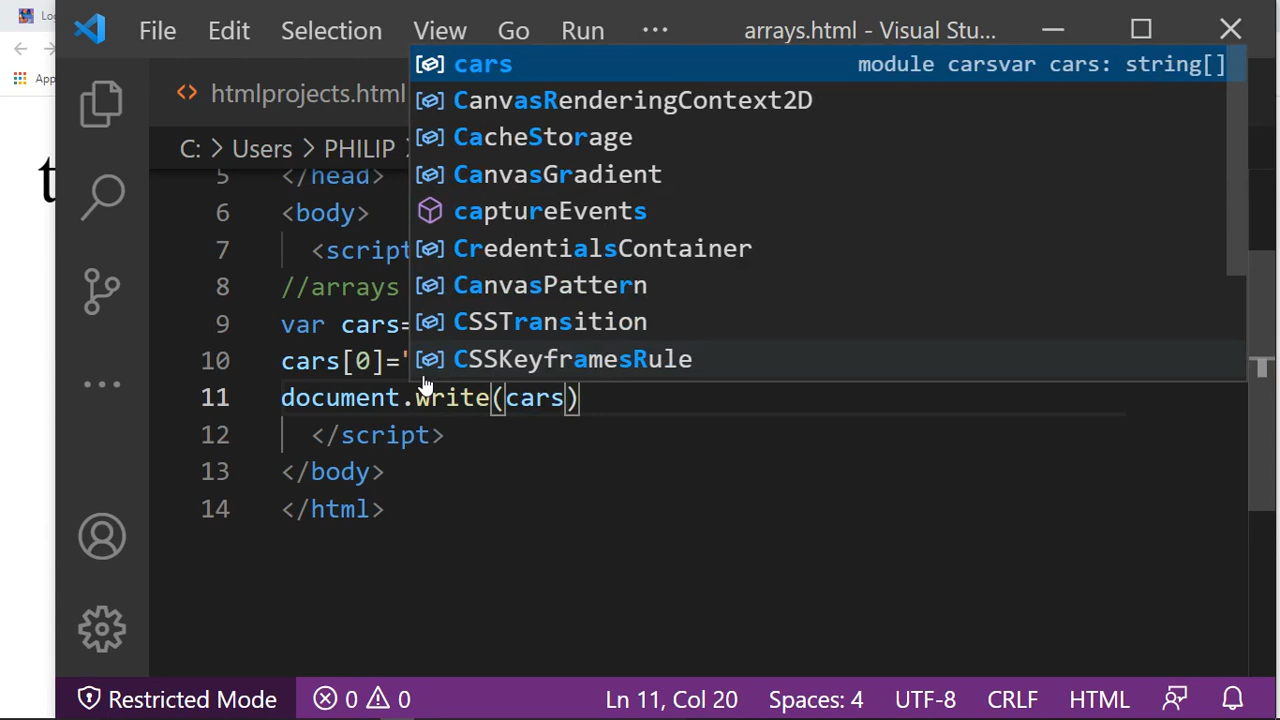 Lo
File Edit Selection View Go Run ··· arrays.html - Visual Stu...
App
htmlprojects.html
C: > Users > PHILIP
t
cars module carsvar cars: string[]
CanvasRenderingContext2D
CacheStorage
CanvasGradient
captureEvents
CredentialsContainer
CanvasPattern
CSSTransition
CSSKeyframesRule
5 </head>
6 <body>
7 <script
8 //arrays
9 var cars=
10 cars[0]='
11 document.write(cars)
12 </script>
13 </body>
14 </html>
Restricted Mode 0 0 Ln 11, Col 20 Spaces: 4 UTF-8 CRLF HTML